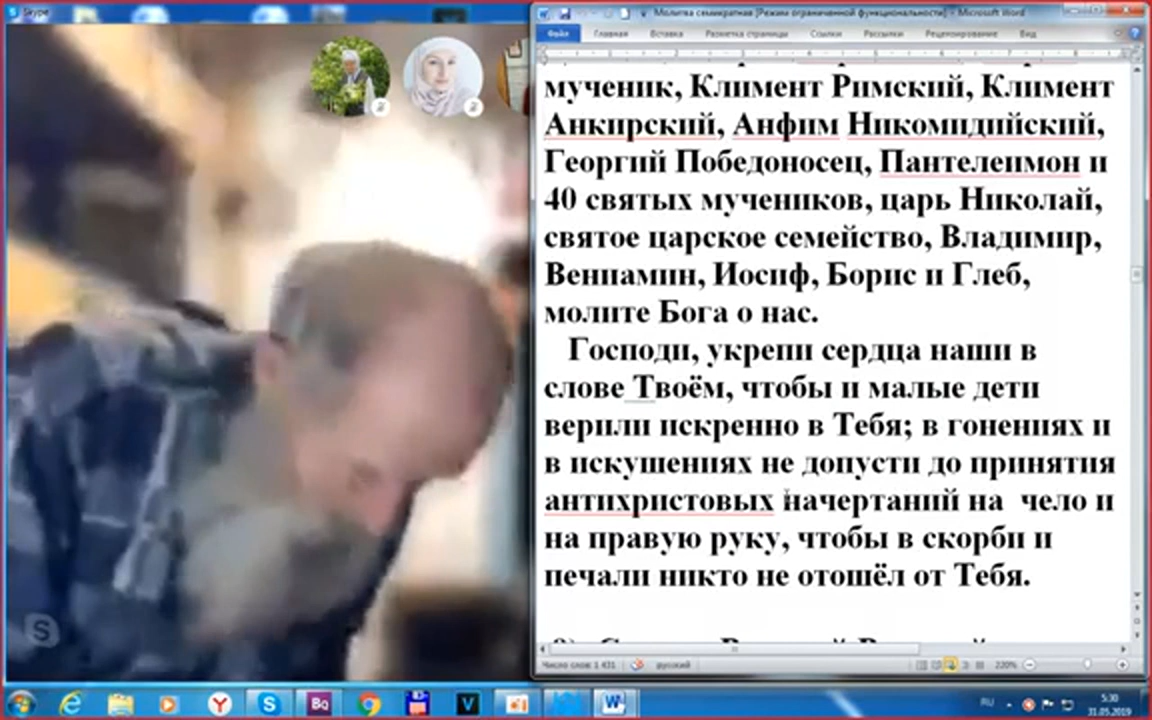 Skype
Молитва семикратная [Режим ограниченной функциональности] - Microsoft Word
Файл Главная Вставка Разметка страницы Ссылки Рассылки Рецензирование Вид
мученик, Климент Римский, Климент
Анкирский, Анфим Никомидийский,
Георгий Победоносец, Пантелеимон и
40 святых мучеников, царь Николай,
святое царское семейство, Владимир,
Вениамин, Иосиф, Борис и Глеб,
молите Бога о нас.
Господи, укрепи сердца наши в
слове Твоём, чтобы и малые дети
верили искренно в Тебя; в гонениях и
в искушениях не допусти до принятия
антихристовых начертаний на чело и
на правую руку, чтобы в скорби и
печали никто не отошёл от Тебя.
Число слов: 1 431 русский 220%
RU 5:30
31.05.2019